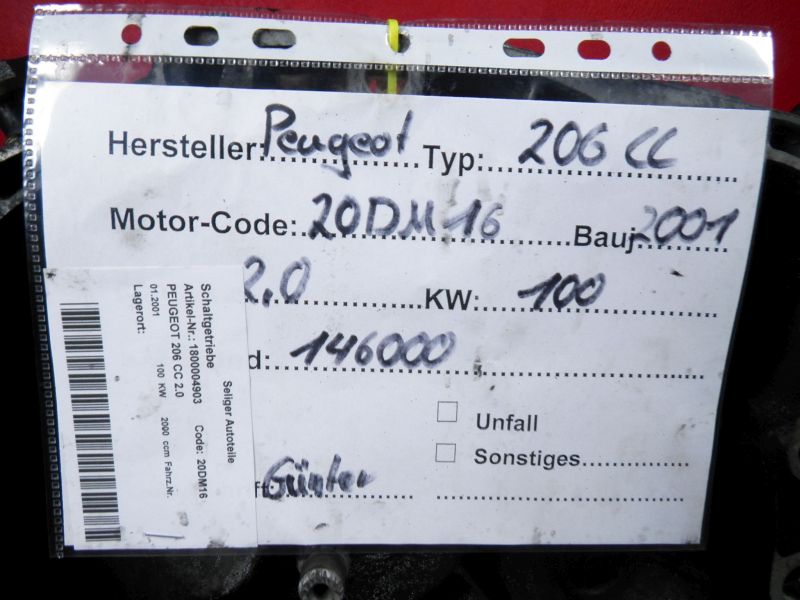 Hersteller: Peugeot Typ: 206 CC
Motor-Code: 20DM16 Bauj 2001
2.0 KW: 100
d: 146000
Unfall
Sonstiges
ft: Günter
Seliger Autoteile
Schaltgetriebe
Artikel-Nr.: 1800004903 Code: 20DM16
PEUGEOT 206 CC 2.0
01.2001 100 KW 2000 ccm Fahrz.Nr.
Lagerort: